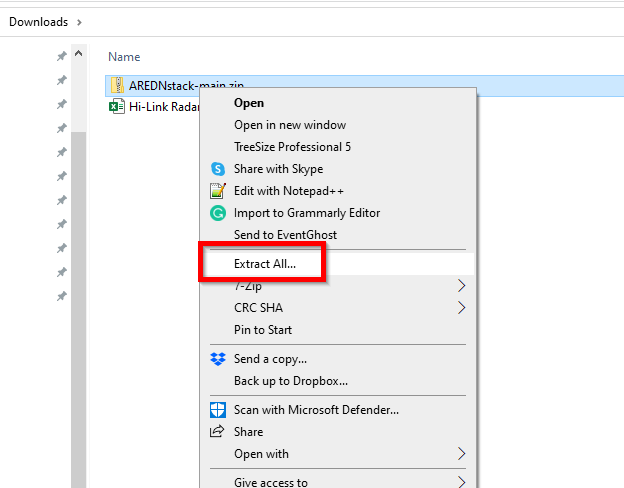 Downloads
Name
AREDNstack-main.zip
Hi-Link Radar
Open
Open in new window
TreeSize Professional 5
Share with Skype
Edit with Notepad++
Import to Grammarly Editor
Send to EventGhost
Extract All...
7-Zip
CRC SHA
Pin to Start
Send a copy...
Back up to Dropbox...
Scan with Microsoft Defender...
Share
Open with
Give access to